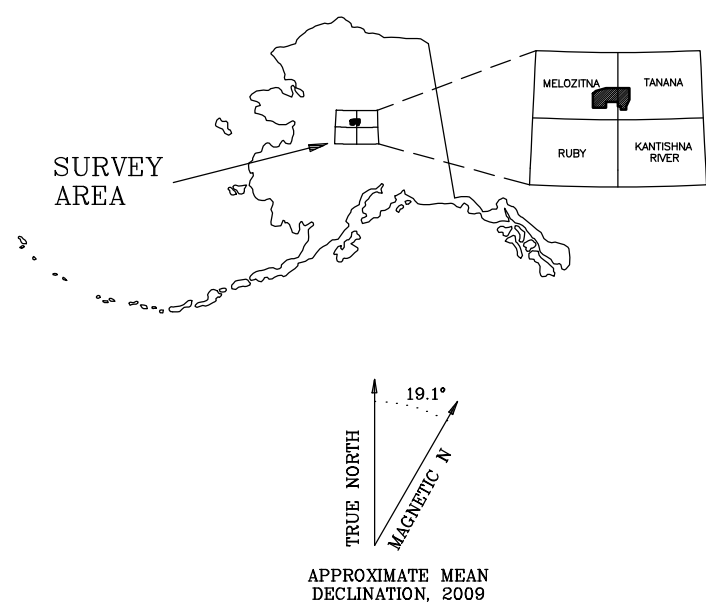 MELOZITNA
TANANA
RUBY
KANTISHNA
RIVER
SURVEY
AREA
19.1°
TRUE NORTH
MAGNETIC N
APPROXIMATE MEAN
DECLINATION, 2009